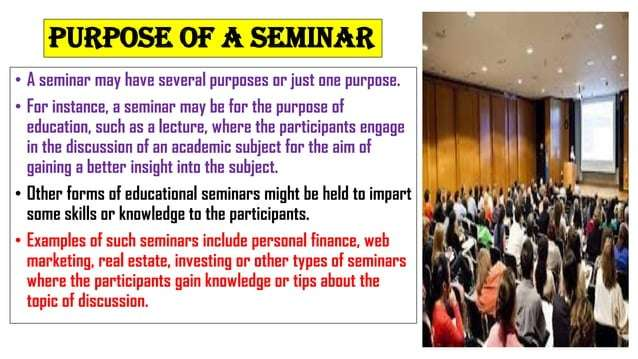 PURPOSE OF A SEMINAR
• A seminar may have several purposes or just one purpose.
• For instance, a seminar may be for the purpose of
education, such as a lecture, where the participants engage
in the discussion of an academic subject for the aim of
gaining a better insight into the subject.
• Other forms of educational seminars might be held to impart
some skills or knowledge to the participants.
• Examples of such seminars include personal finance, web
marketing, real estate, investing or other types of seminars
where the participants gain knowledge or tips about the
topic of discussion.